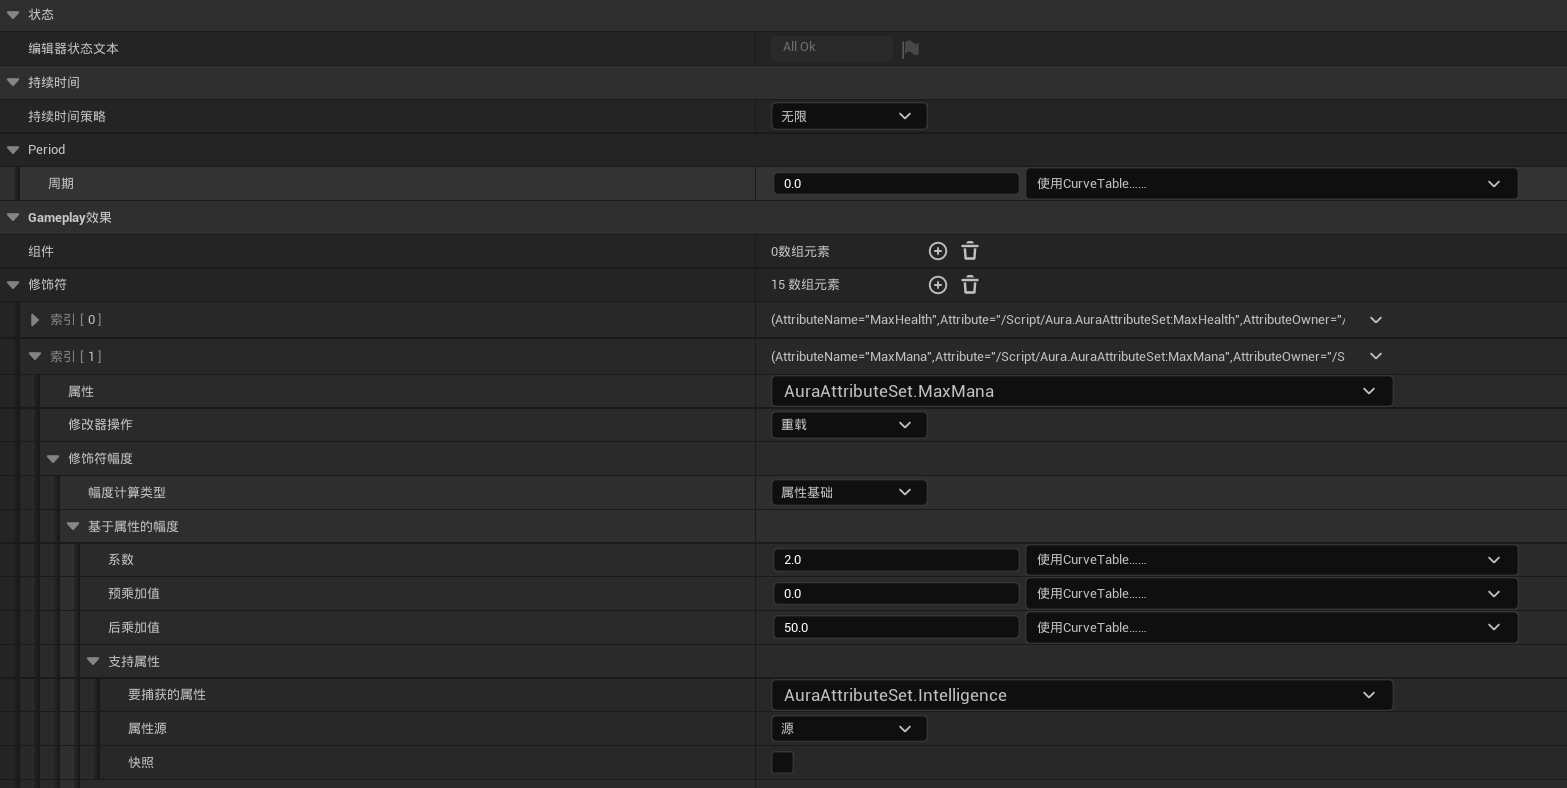 状态
编辑器状态文本 All Ok
持续时间
持续时间策略 无限
Period
周期 0.0 使用CurveTable......
Gameplay效果
组件 0数组元素
修饰符 15 数组元素
索引 [ 0 ] (AttributeName="MaxHealth",Attribute="/Script/Aura.AuraAttributeSet:MaxHealth",AttributeOwner="/
索引 [ 1 ] (AttributeName="MaxMana",Attribute="/Script/Aura.AuraAttributeSet:MaxMana",AttributeOwner="/S
属性 AuraAttributeSet.MaxMana
修改器操作 重载
修饰符幅度
幅度计算类型 属性基础
基于属性的幅度
系数 2.0 使用CurveTable......
预乘加值 0.0 使用CurveTable......
后乘加值 50.0 使用CurveTable......
支持属性
要捕获的属性 AuraAttributeSet.Intelligence
属性源 源
快照